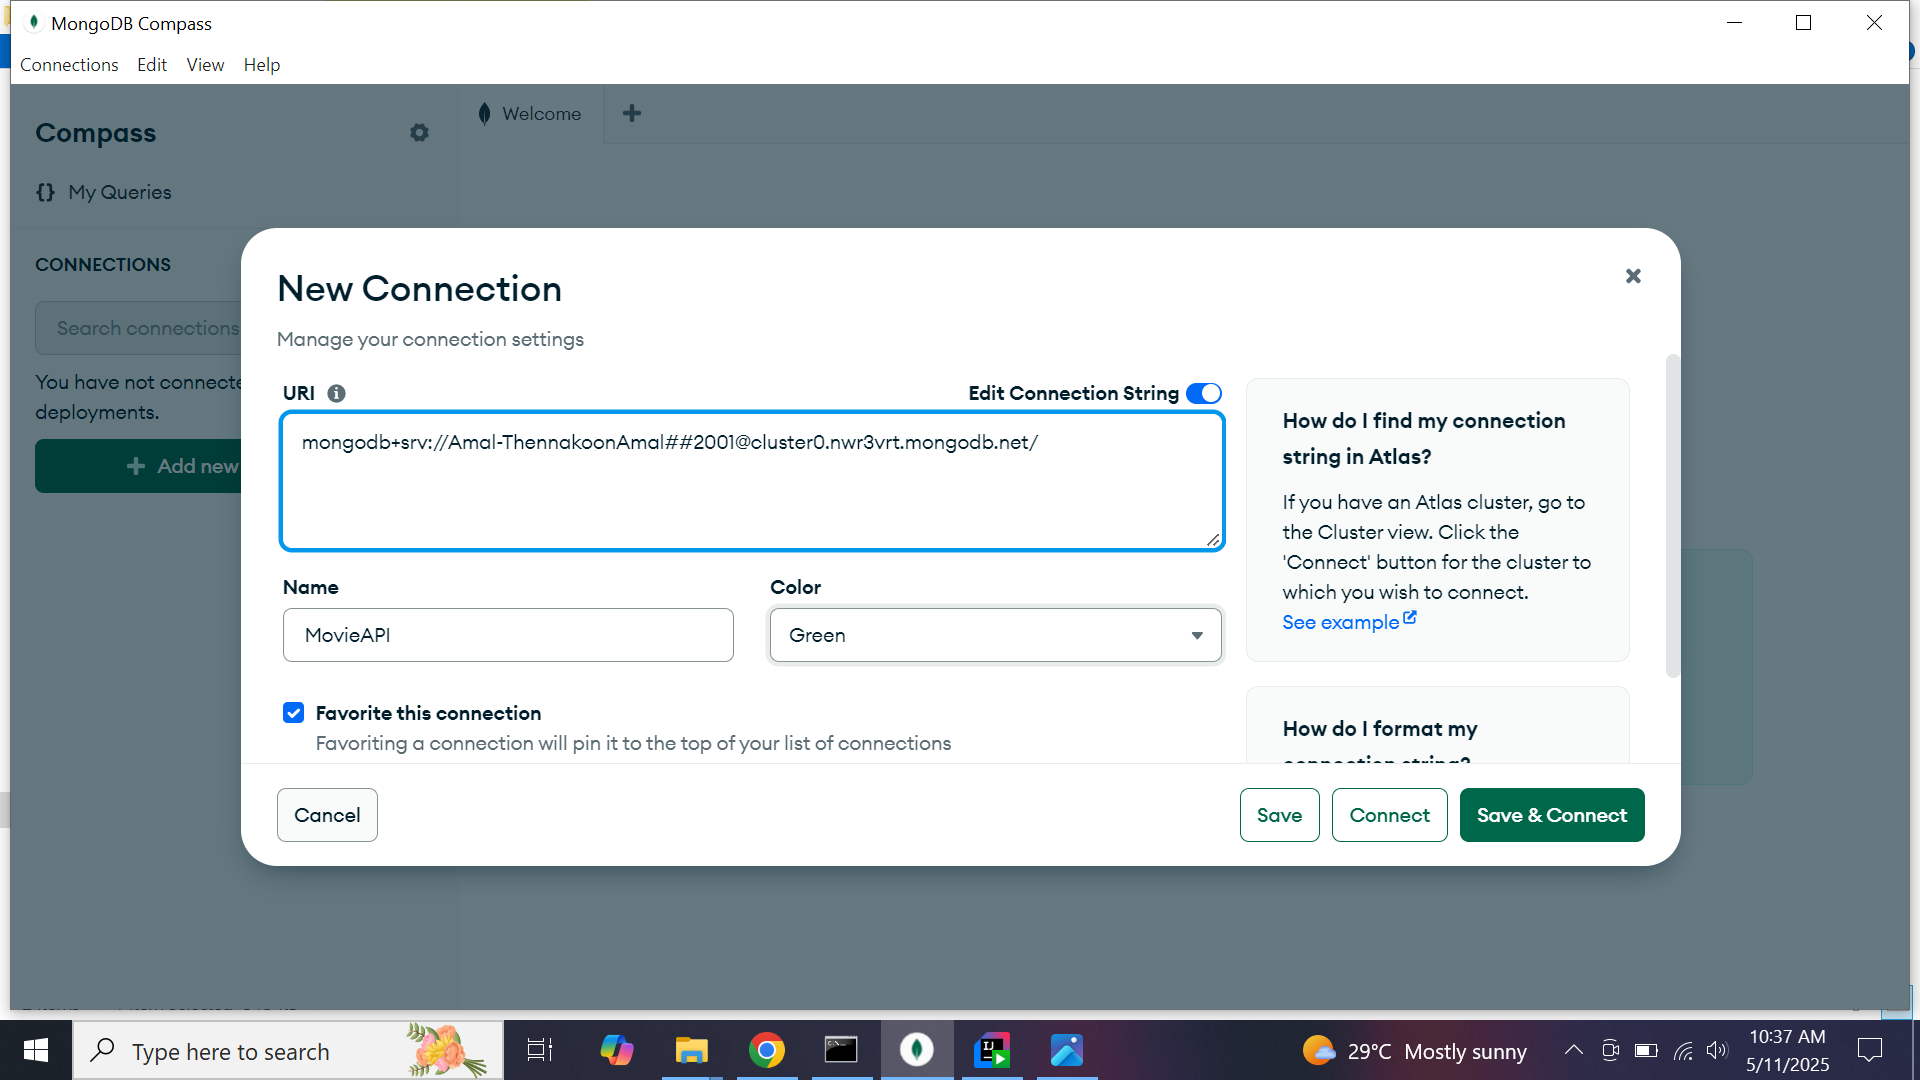 MongoDB Compass
Connections Edit View Help
Compass
Welcome
My Queries
CONNECTIONS
Search connections
You have not connecte
deployments.
Add new
New Connection
Manage your connection settings
URI
Edit Connection String
mongodb+srv://Amal-ThennakoonAmal##2001@cluster0.nwr3vrt.mongodb.net/
Name
Color
MovieAPI
Green
Favorite this connection
Favoriting a connection will pin it to the top of your list of connections
How do I find my connection
string in Atlas?
If you have an Atlas cluster, go to
the Cluster view. Click the
'Connect' button for the cluster to
which you wish to connect.
See example
How do I format my
connection string?
Cancel
Save
Connect
Save & Connect
Type here to search
29°C Mostly sunny
10:37 AM
5/11/2025